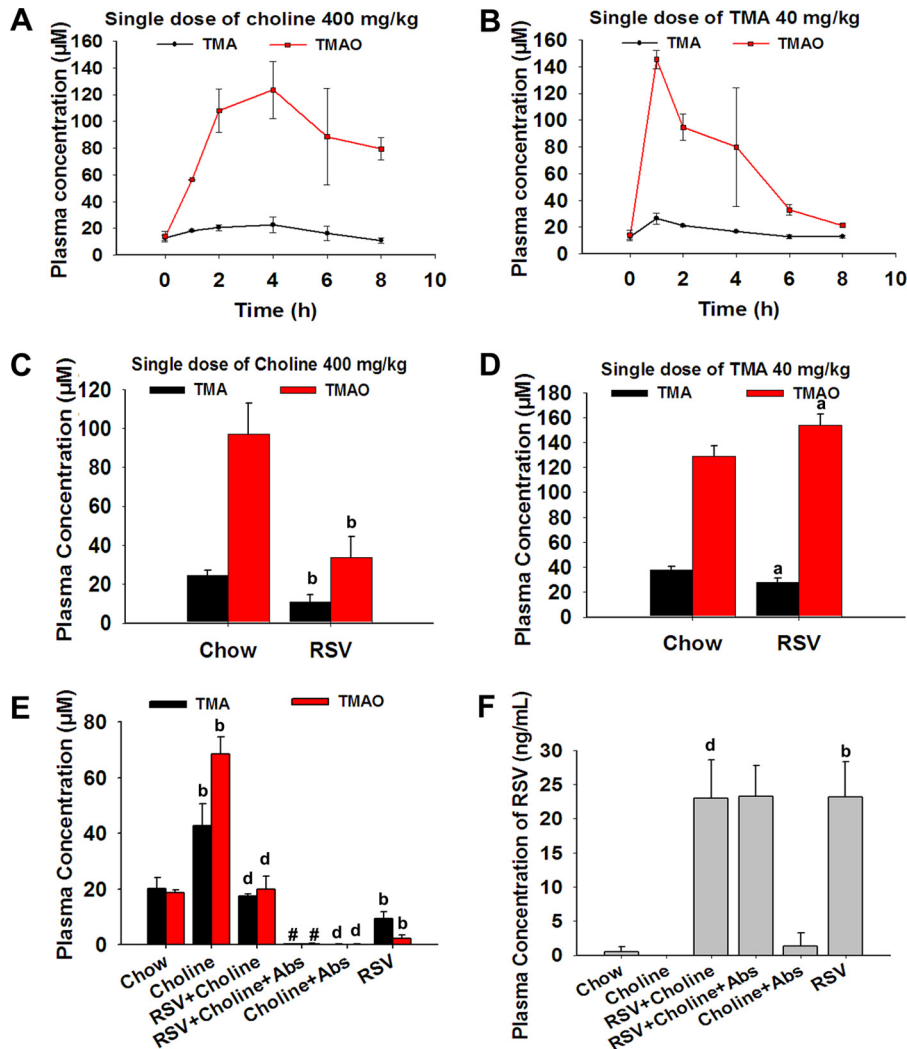 A
Single dose of choline 400 mg/kg
TMA
TMAO
Plasma concentration (µM)
160
140
120
100
80
60
40
20
0
0 2 4 6 8 10
Time (h)
B
Single dose of TMA 40 mg/kg
TMA
TMAO
Plasma concentration (µM)
160
140
120
100
80
60
40
20
0
0 2 4 6 8 10
Time (h)
C
Single dose of Choline 400 mg/kg
TMA
TMAO
Plasma Concentration (µM)
120
100
80
60
40
20
0
b
b
Chow
RSV
D
Single dose of TMA 40 mg/kg
TMA
TMAO
Plasma Concentration (µM)
180
160
140
120
100
80
60
40
20
0
a
a
Chow
RSV
E
TMA
TMAO
Plasma Concentration (µM)
80
60
40
20
0
b
b
d
d
# #
d d
b
b
Chow
Choline
RSV+Choline
RSV+Choline+Abs
Choline+Abs
RSV
F
Plasma Concentration of RSV (ng/mL)
30
25
20
15
10
5
0
d
b
Chow
Choline
RSV+Choline
RSV+Choline+Abs
Choline+Abs
RSV